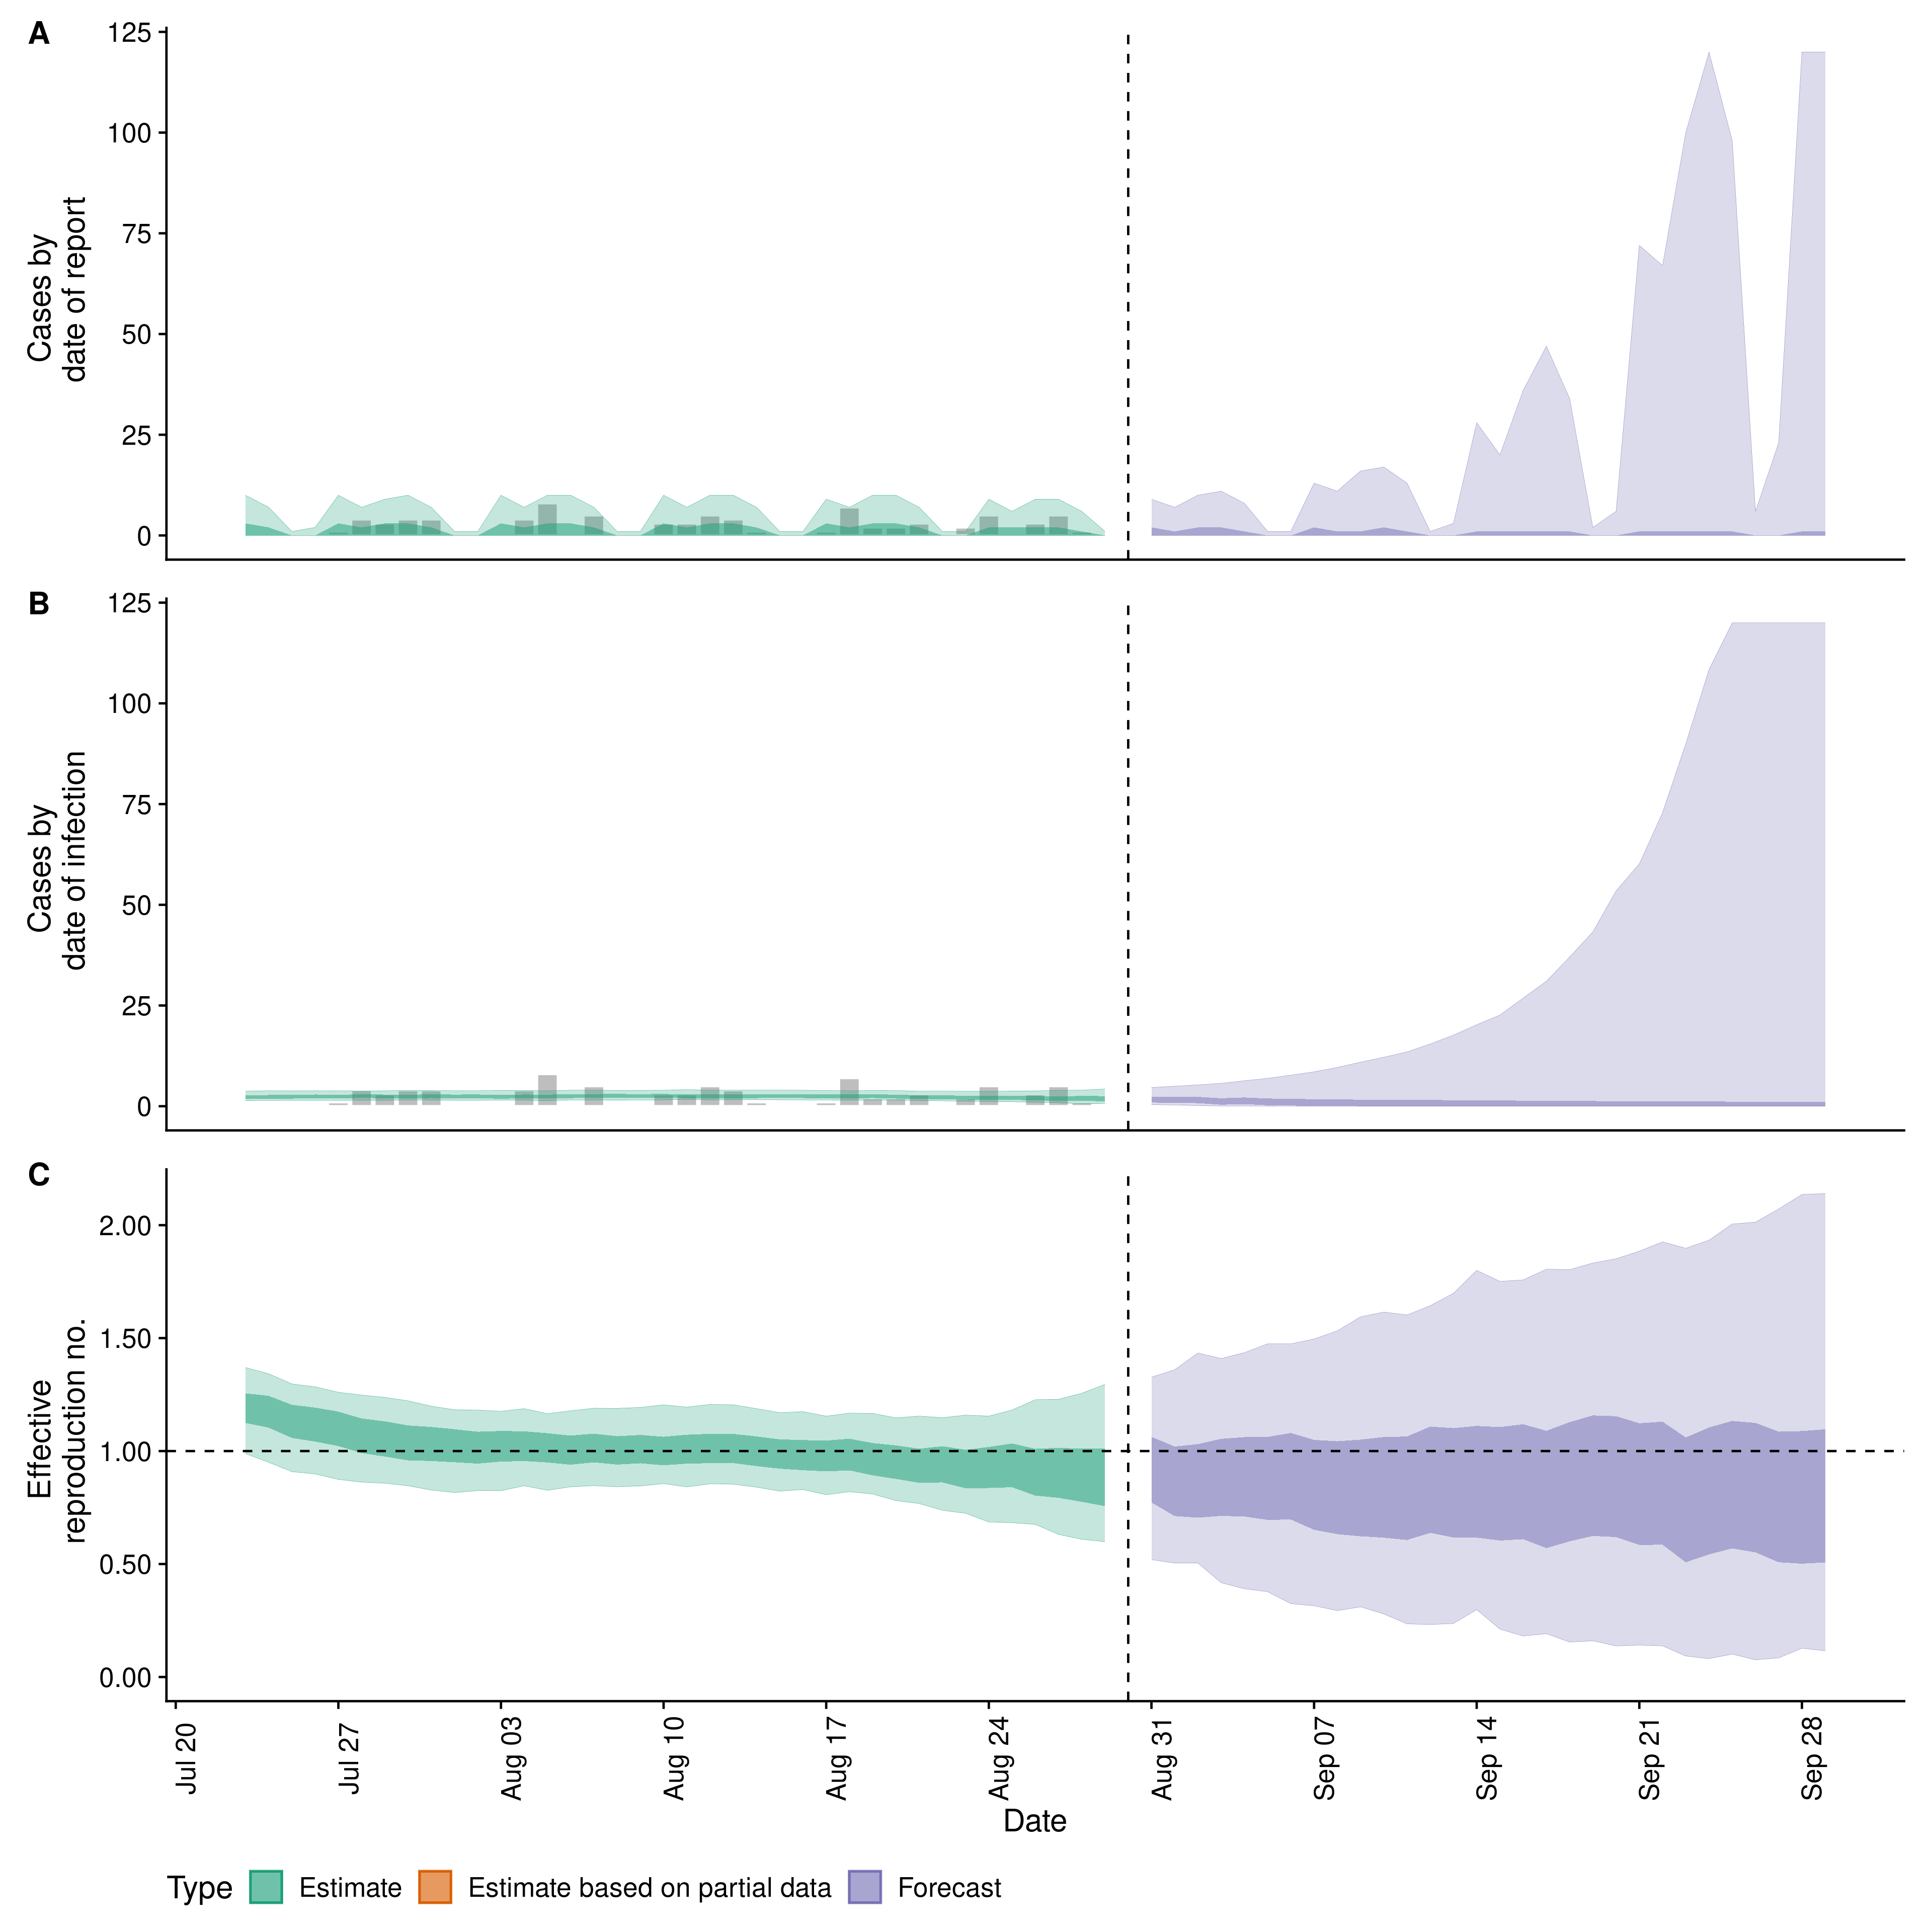 A
125
100
75
50
25
0
Cases by
date of report
B
125
100
75
50
25
0
Cases by
date of infection
C
2.00
1.50
1.00
0.50
0.00
Effective
reproduction no.
Jul 20
Jul 27
Aug 03
Aug 10
Aug 17
Aug 24
Aug 31
Sep 07
Sep 14
Sep 21
Sep 28
Date
Type Estimate Estimate based on partial data Forecast